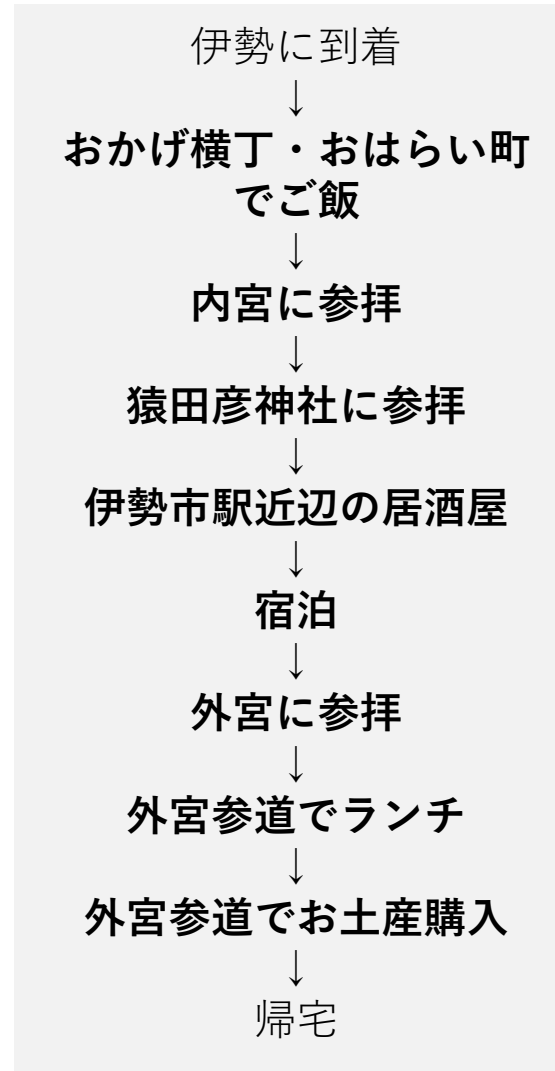 伊勢に到着
↓
おかげ横丁・おはらい町
でご飯
↓
内宮に参拝
↓
猿田彦神社に参拝
↓
伊勢市駅近辺の居酒屋
↓
宿泊
↓
外宮に参拝
↓
外宮参道でランチ
↓
外宮参道でお土産購入
↓
帰宅